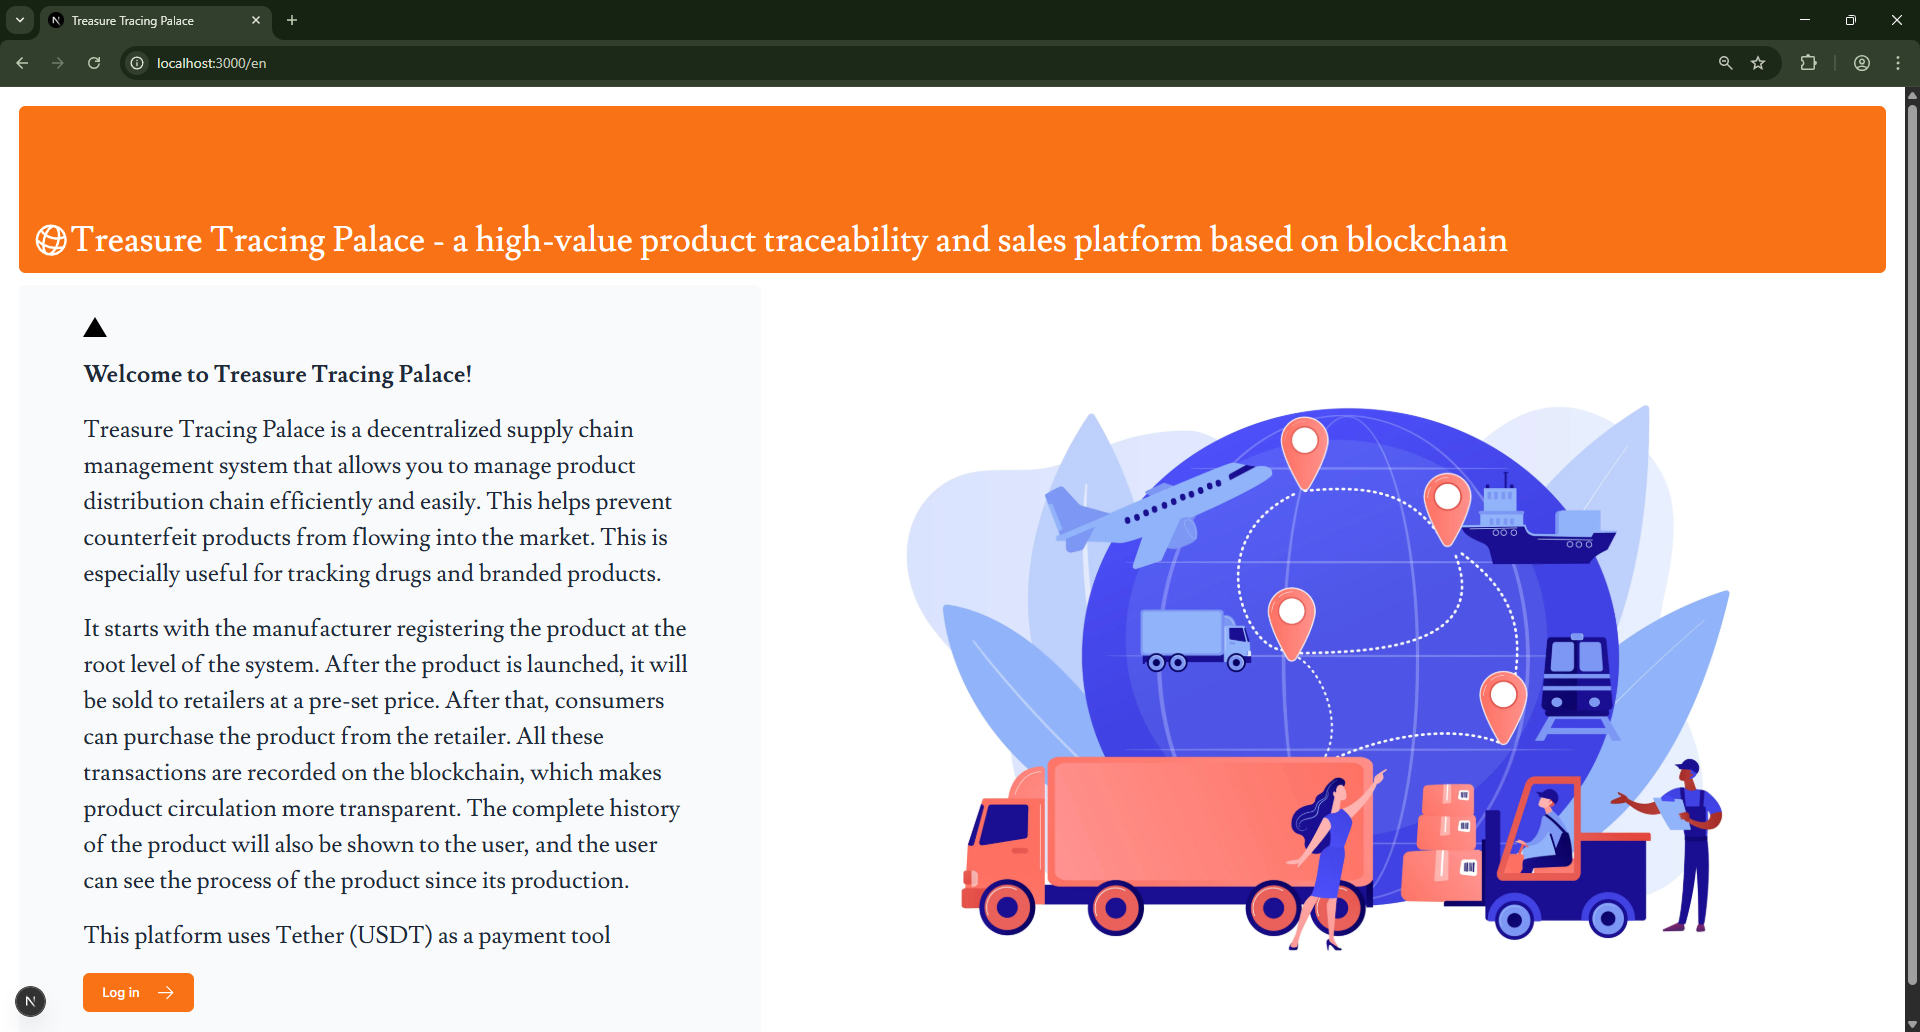 Treasure Tracing Palace
localhost:3000/en
Treasure Tracing Palace - a high-value product traceability and sales platform based on blockchain
Welcome to Treasure Tracing Palace!
Treasure Tracing Palace is a decentralized supply chain
management system that allows you to manage product
distribution chain efficiently and easily. This helps prevent
counterfeit products from flowing into the market. This is
especially useful for tracking drugs and branded products.
It starts with the manufacturer registering the product at the
root level of the system. After the product is launched, it will
be sold to retailers at a pre-set price. After that, consumers
can purchase the product from the retailer. All these
transactions are recorded on the blockchain, which makes
product circulation more transparent. The complete history
of the product will also be shown to the user, and the user
can see the process of the product since its production.
This platform uses Tether (USDT) as a payment tool
Log in
N